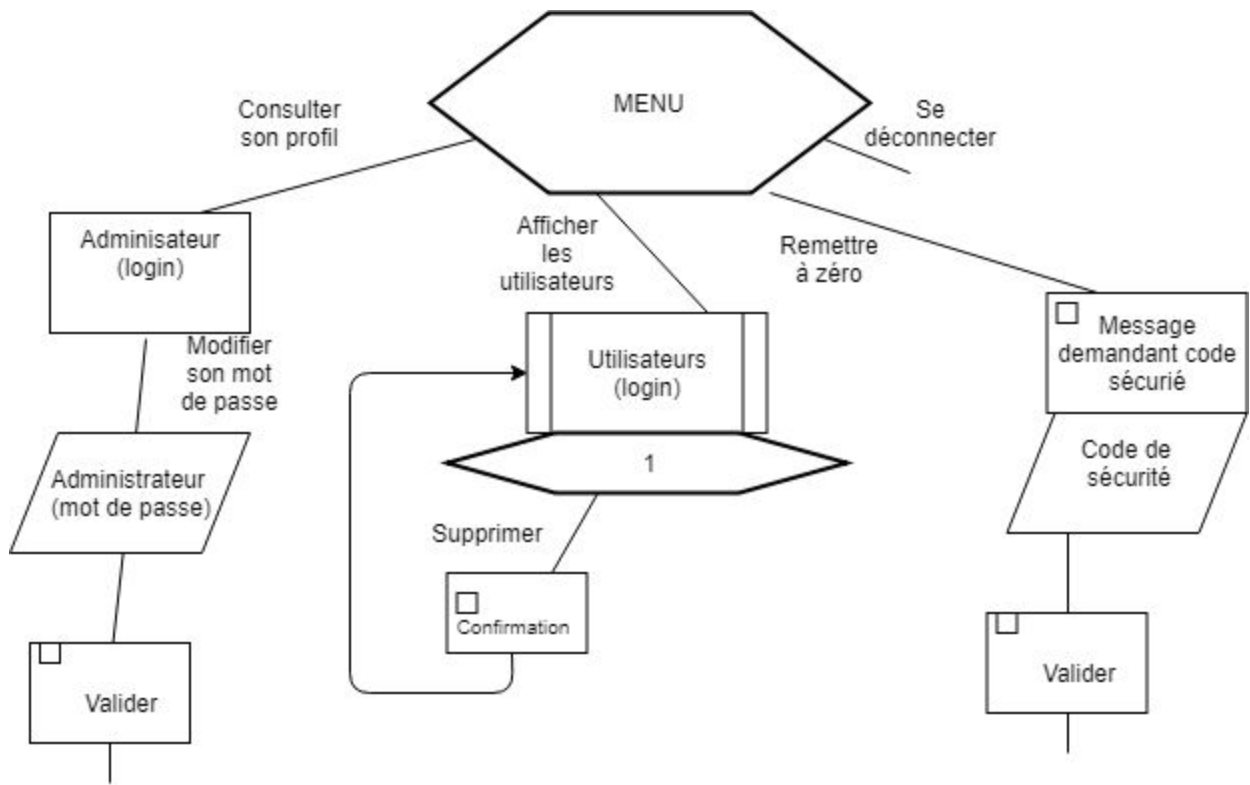 MENU
Consulter
son profil
Se
déconnecter
Afficher
les
utilisateurs
Remettre
à zéro
Adminisateur
(login)
Modifier
son mot
de passe
Administrateur
(mot de passe)
Valider
Utilisateurs
(login)
1
Supprimer
Confirmation
Message
demandant code
sécurié
Code de
sécurité
Valider